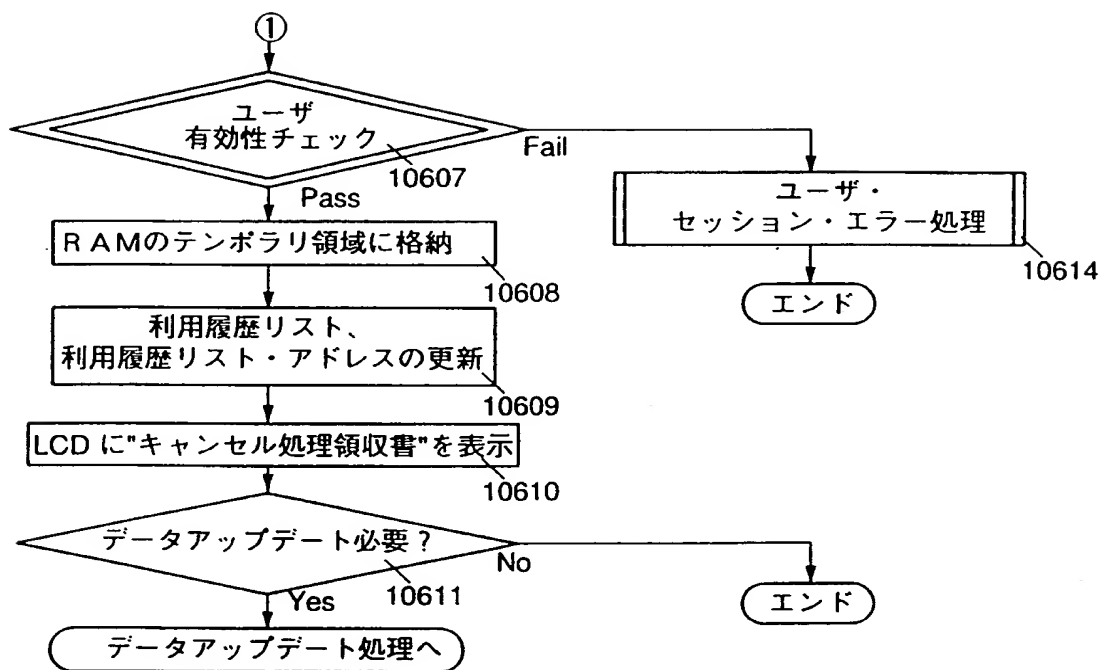 ①
ユーザ
有効性チェック
10607
Fail
Pass
ユーザ・
セッション・エラー処理
10614
エンド
RAMのテンポラリ領域に格納
10608
利用履歴リスト、
利用履歴リスト・アドレスの更新
10609
LCDに"キャンセル処理領収書"を表示
10610
データアップデート必要？
10611
No
Yes
エンド
データアップデート処理へ